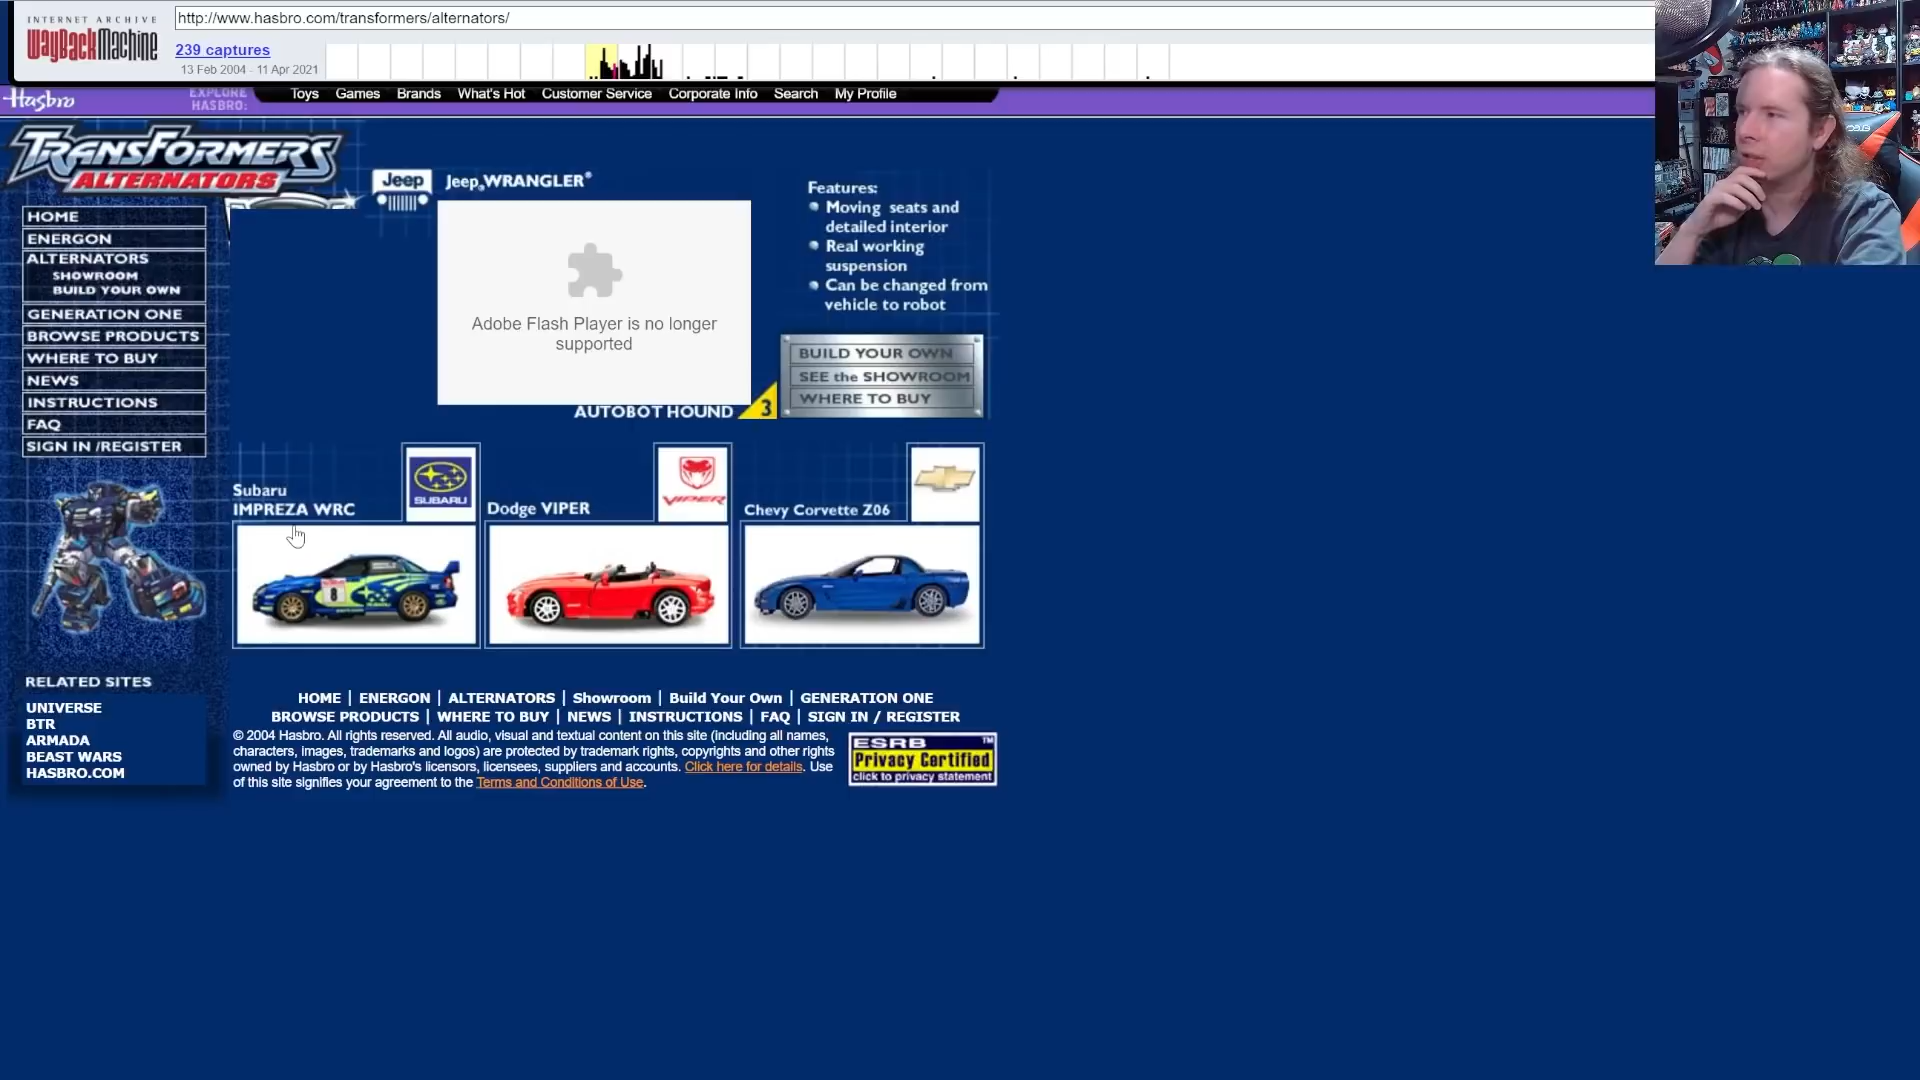 INTERNET ARCHIVE
WayBackMachine
http://www.hasbro.com/transformers/alternators/
239 captures
13 Feb 2004 - 11 Apr 2021
Hasbro
EXPLORE
HASBRO:
Toys Games Brands What's Hot Customer Service Corporate Info Search My Profile
TRANSFORMERS
ALTERNATORS
HOME
ENERGON
ALTERNATORS
SHOWROOM
BUILD YOUR OWN
GENERATION ONE
BROWSE PRODUCTS
WHERE TO BUY
NEWS
INSTRUCTIONS
FAQ
SIGN IN /REGISTER
Jeep
Jeep® WRANGLER®
Adobe Flash Player is no longer
supported
AUTOBOT HOUND
3
Features:
Moving seats and
detailed interior
Real working
suspension
Can be changed from
vehicle to robot
BUILD YOUR OWN
SEE the SHOWROOM
WHERE TO BUY
Subaru
IMPREZA WRC
SUBARU
8
Dodge VIPER
VIPER
Chevy Corvette Z06
RELATED SITES
UNIVERSE
BTR
ARMADA
BEAST WARS
HASBRO.COM
HOME | ENERGON | ALTERNATORS | Showroom | Build Your Own | GENERATION ONE
BROWSE PRODUCTS | WHERE TO BUY | NEWS | INSTRUCTIONS | FAQ | SIGN IN / REGISTER
© 2004 Hasbro. All rights reserved. All audio, visual and textual content on this site (including all names,
characters, images, trademarks and logos) are protected by trademark rights, copyrights and other rights
owned by Hasbro or by Hasbro's licensors, licensees, suppliers and accounts. Click here for details. Use
of this site signifies your agreement to the Terms and Conditions of Use.
ESRB TM
Privacy Certified
click to privacy statement